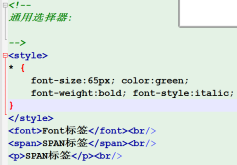 <!--
通用选择器:
-->
<style>
* {
font-size:65px; color:green;
font-weight:bold; font-style:italic;
}
</style>
<font>Font标签</font><br/>
<span>SPAN标签</span><br/>
<p>SPAN标签</p><br/>